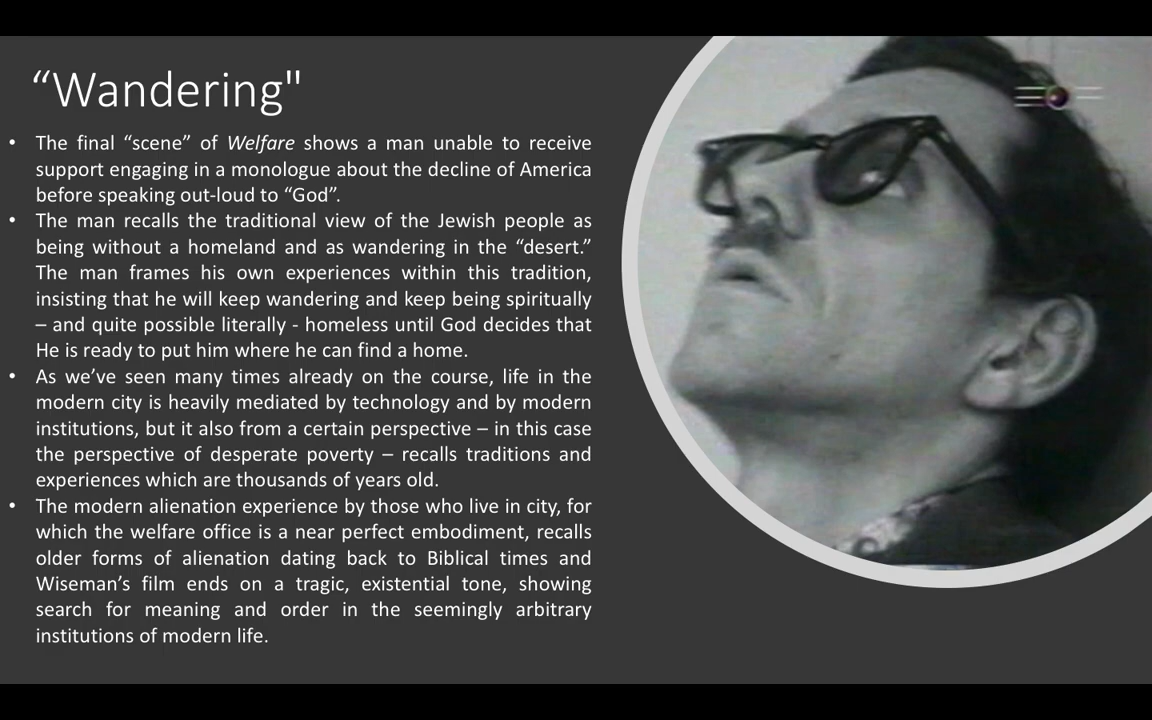 “Wandering"
• The final “scene” of Welfare shows a man unable to receive
support engaging in a monologue about the decline of America
before speaking out-loud to “God”.
• The man recalls the traditional view of the Jewish people as
being without a homeland and as wandering in the “desert.”
The man frames his own experiences within this tradition,
insisting that he will keep wandering and keep being spiritually
– and quite possible literally - homeless until God decides that
He is ready to put him where he can find a home.
• As we’ve seen many times already on the course, life in the
modern city is heavily mediated by technology and by modern
institutions, but it also from a certain perspective – in this case
the perspective of desperate poverty – recalls traditions and
experiences which are thousands of years old.
• The modern alienation experience by those who live in city, for
which the welfare office is a near perfect embodiment, recalls
older forms of alienation dating back to Biblical times and
Wiseman’s film ends on a tragic, existential tone, showing
search for meaning and order in the seemingly arbitrary
institutions of modern life.